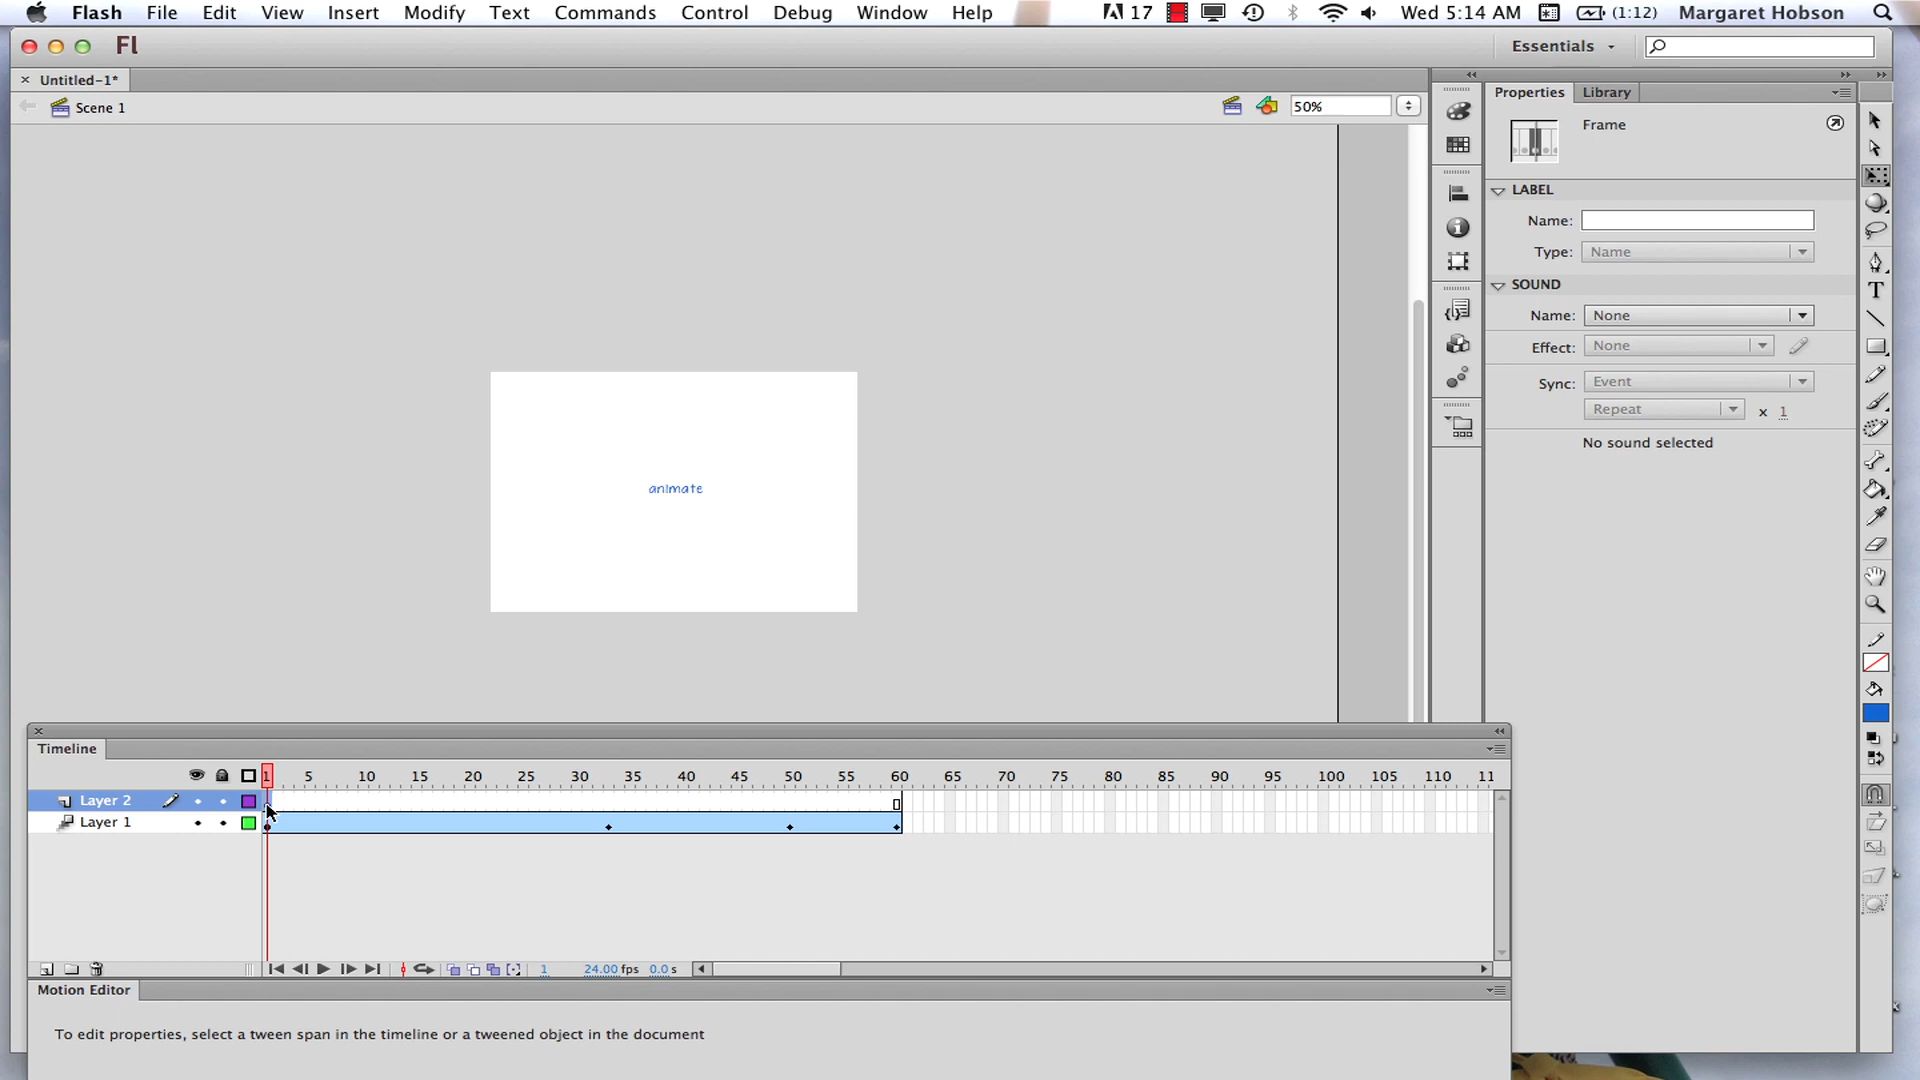 Flash File Edit View Insert Modify Text Commands Control Debug Window Help 17 Wed 5:14 AM (1:12) Margaret Hobson
Fl Essentials
× Untitled-1*
Scene 1 50%
Properties Library
Frame
LABEL
Name:
Type: Name
SOUND
Name: None
Effect: None
Sync: Event
Repeat x 1
No sound selected
animate
Timeline
1 5 10 15 20 25 30 35 40 45 50 55 60 65 70 75 80 85 90 95 100 105 110 11
Layer 2
Layer 1
1 24.00 fps 0.0 s
Motion Editor
To edit properties, select a tween span in the timeline or a tweened object in the document